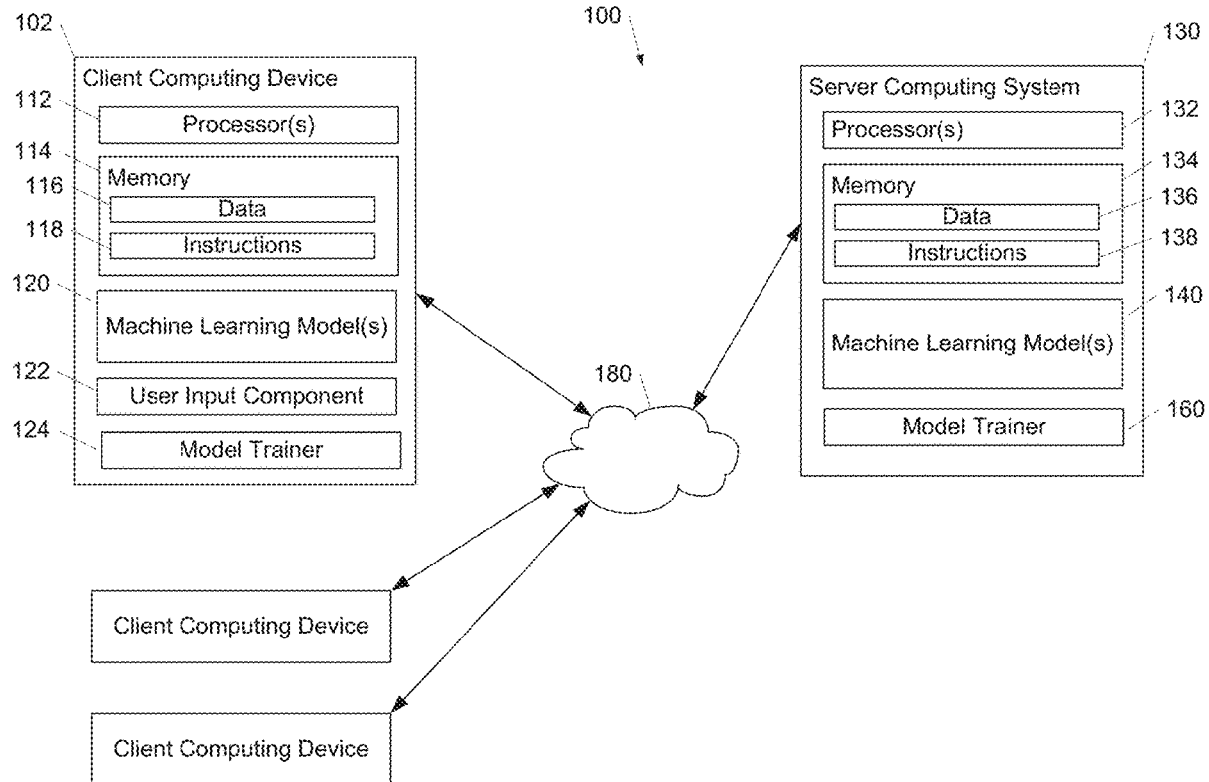 100
102
Client Computing Device
112
Processor(s)
114
Memory
116
Data
118
Instructions
120
Machine Learning Model(s)
122
User Input Component
124
Model Trainer
130
Server Computing System
Processor(s)
132
Memory
134
Data
136
Instructions
138
Machine Learning Model(s)
140
Model Trainer
160
180
Client Computing Device
Client Computing Device